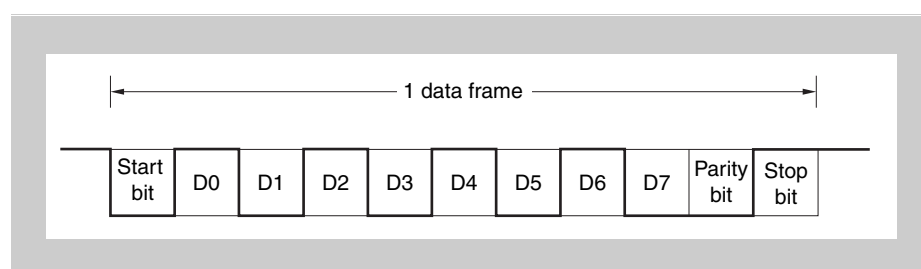 1 data frame
Start bit
D0
D1
D2
D3
D4
D5
D6
D7
Parity bit
Stop bit